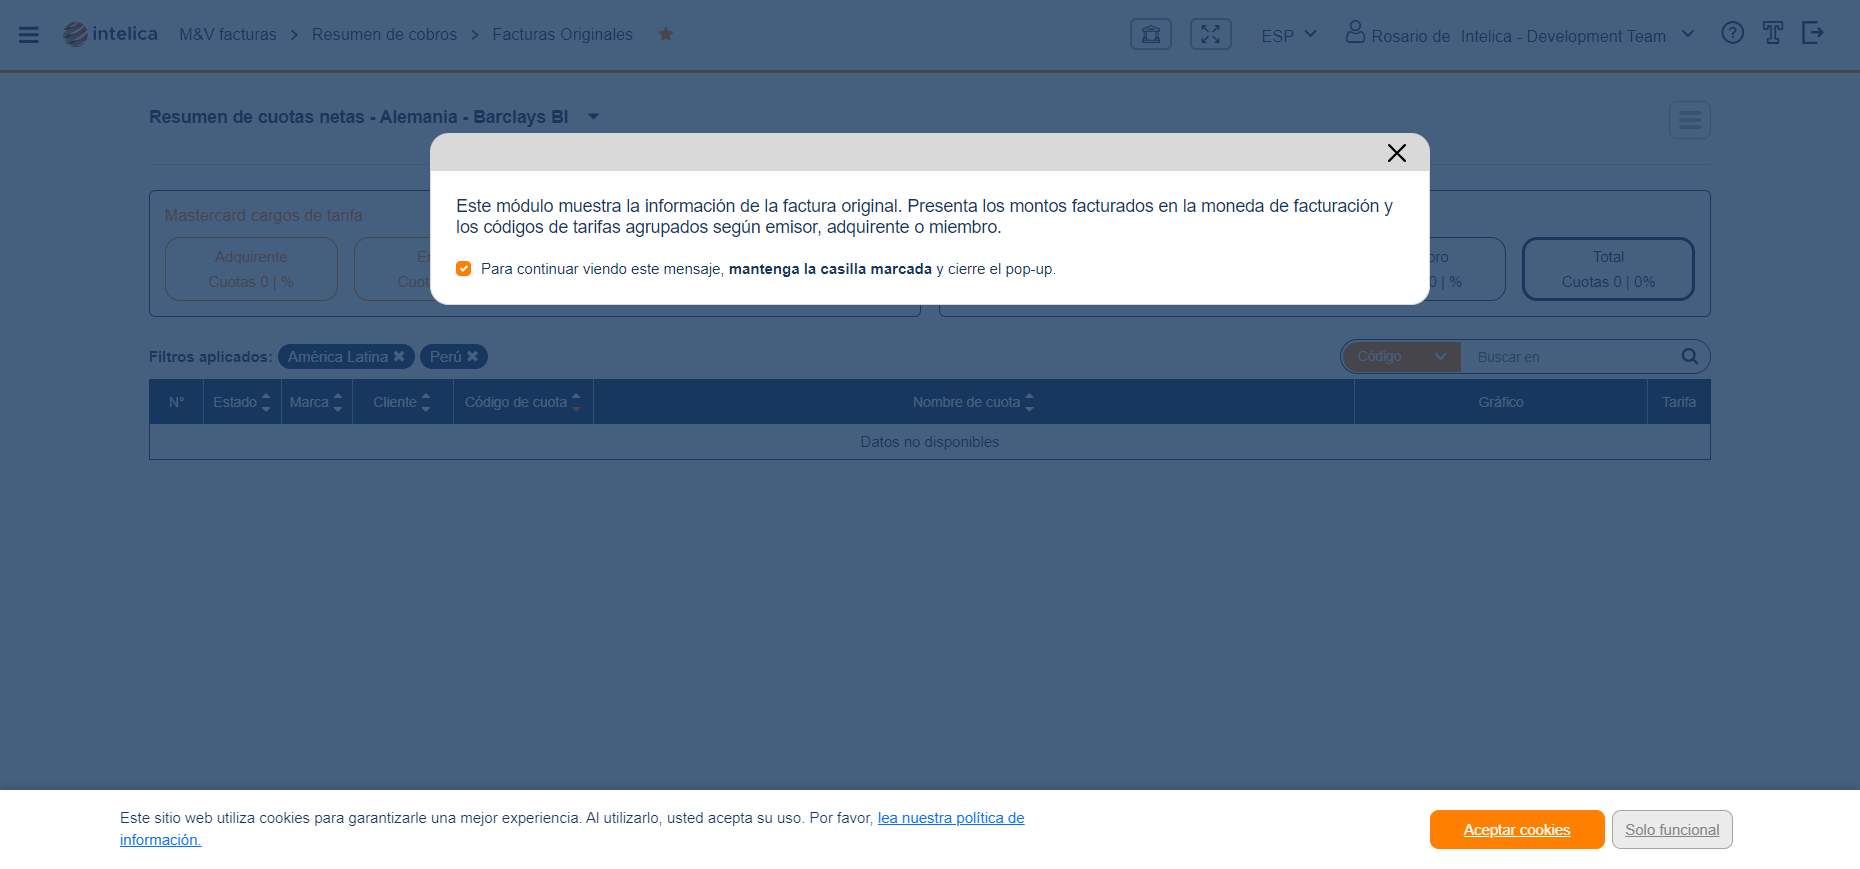 intelica M&V facturas > Resumen de cobros > Facturas Originales ESP Rosario de Intelica - Development Team
Resumen de cuotas netas - Alemania - Barclays BI
Este módulo muestra la información de la factura original. Presenta los montos facturados en la moneda de facturación y
los códigos de tarifas agrupados según emisor, adquirente o miembro.
Para continuar viendo este mensaje, mantenga la casilla marcada y cierre el pop-up.
Mastercard cargos de tarifa
Adquirente
Cuotas 0 | %
Total
Cuotas 0 | 0%
Filtros aplicados: América Latina ✖ Perú ✖
Código Buscar en
N° Estado Marca Cliente Código de cuota Nombre de cuota Gráfico Tarifa
Datos no disponibles
Este sitio web utiliza cookies para garantizarle una mejor experiencia. Al utilizarlo, usted acepta su uso. Por favor, lea nuestra política de
información.
Aceptar cookies
Solo funcional